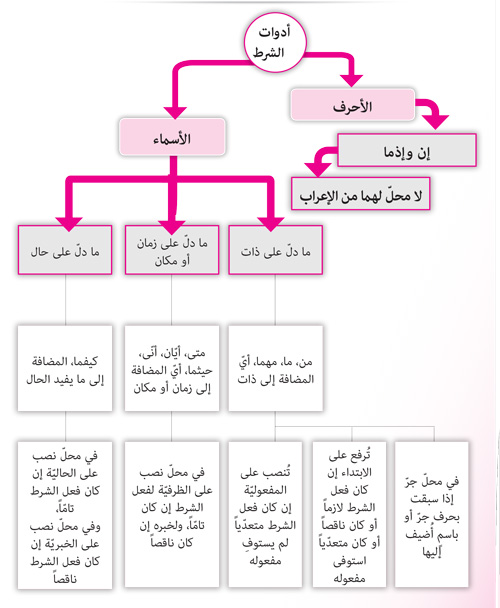 أدوات
الشرط
الأحرف
الأسماء
إن وإذما
لا محلّ لهما من الإعراب
ما دلّ على ذات
ما دلّ على زمان
أو مكان
ما دلّ على حال
من، ما، مهما، أيّ
المضافة إلى ذات
متى، أيّان، أنّى،
حيثما، أيّ المضافة
إلى زمان أو مكان
كيفما، المضافة
إلى ما يفيد الحال
في محلّ جرّ
إذا سبقت
بحرف جرّ أو
باسم أُضيف
إليها
تُرفع على
الابتداء إن
كان فعل
الشرط لازماً
أو كان ناقصاً
أو كان متعدّياً
استوفى
مفعوله
تُنصب على
المفعوليّة
إن كان فعل
الشرط متعدّياً
لم يستوفِ
مفعوله
في محلّ نصب
على الظرفيّة لفعل
الشرط إن كان
تامّاً، ولخبره إن
كان ناقصاً
في محلّ نصب
على الحاليّة إن
كان فعل الشرط
تامّاً،
وفي محلّ نصب
على الخبريّة إن
كان فعل الشرط
ناقصاً